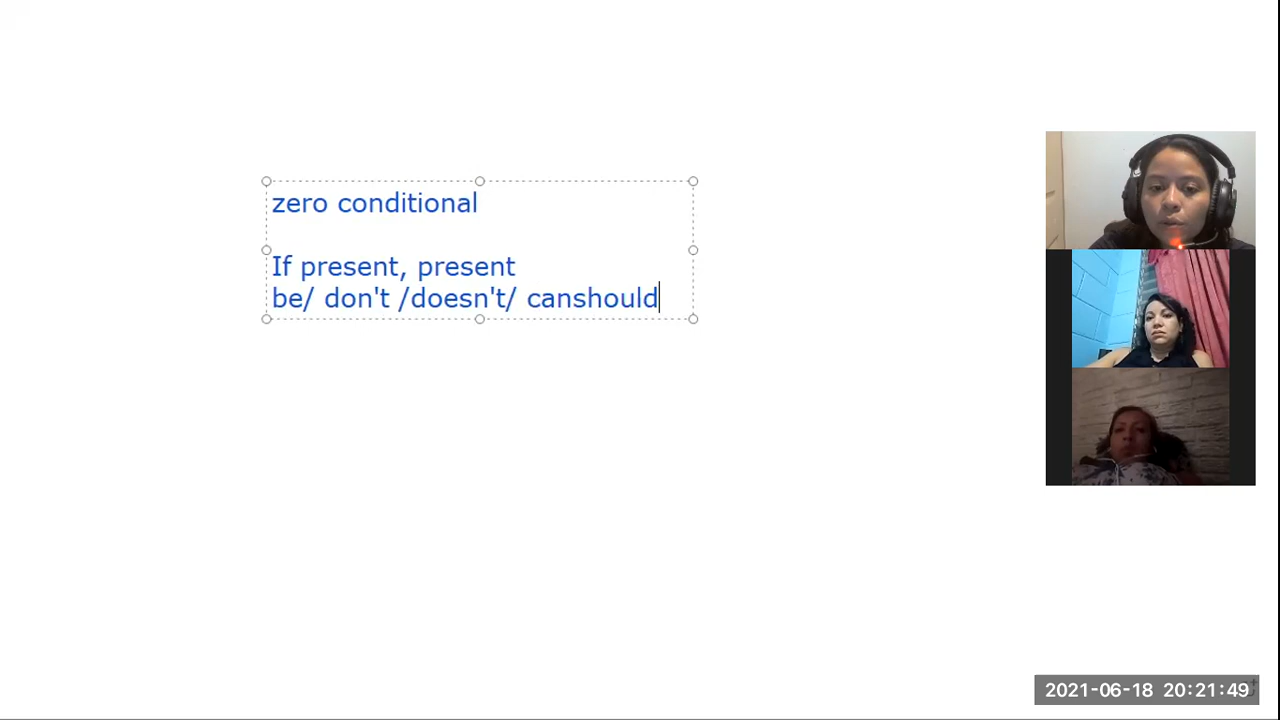 zero conditional
If present, present
be/ don't /doesn't/ canshould
2021-06-18 20:21:49